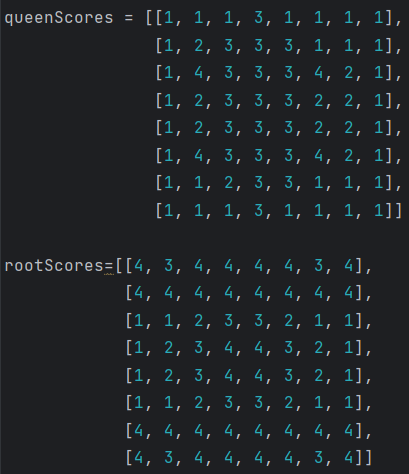 queenScores = [[1, 1, 1, 3, 1, 1, 1, 1],
[1, 2, 3, 3, 3, 1, 1, 1],
[1, 4, 3, 3, 3, 4, 2, 1],
[1, 2, 3, 3, 3, 2, 2, 1],
[1, 2, 3, 3, 3, 2, 2, 1],
[1, 4, 3, 3, 3, 4, 2, 1],
[1, 1, 2, 3, 3, 1, 1, 1],
[1, 1, 1, 3, 1, 1, 1, 1]]
rootScores=[[4, 3, 4, 4, 4, 4, 3, 4],
[4, 4, 4, 4, 4, 4, 4, 4],
[1, 1, 2, 3, 3, 2, 1, 1],
[1, 2, 3, 4, 4, 3, 2, 1],
[1, 2, 3, 4, 4, 3, 2, 1],
[1, 1, 2, 3, 3, 2, 1, 1],
[4, 4, 4, 4, 4, 4, 4, 4],
[4, 3, 4, 4, 4, 4, 3, 4]]